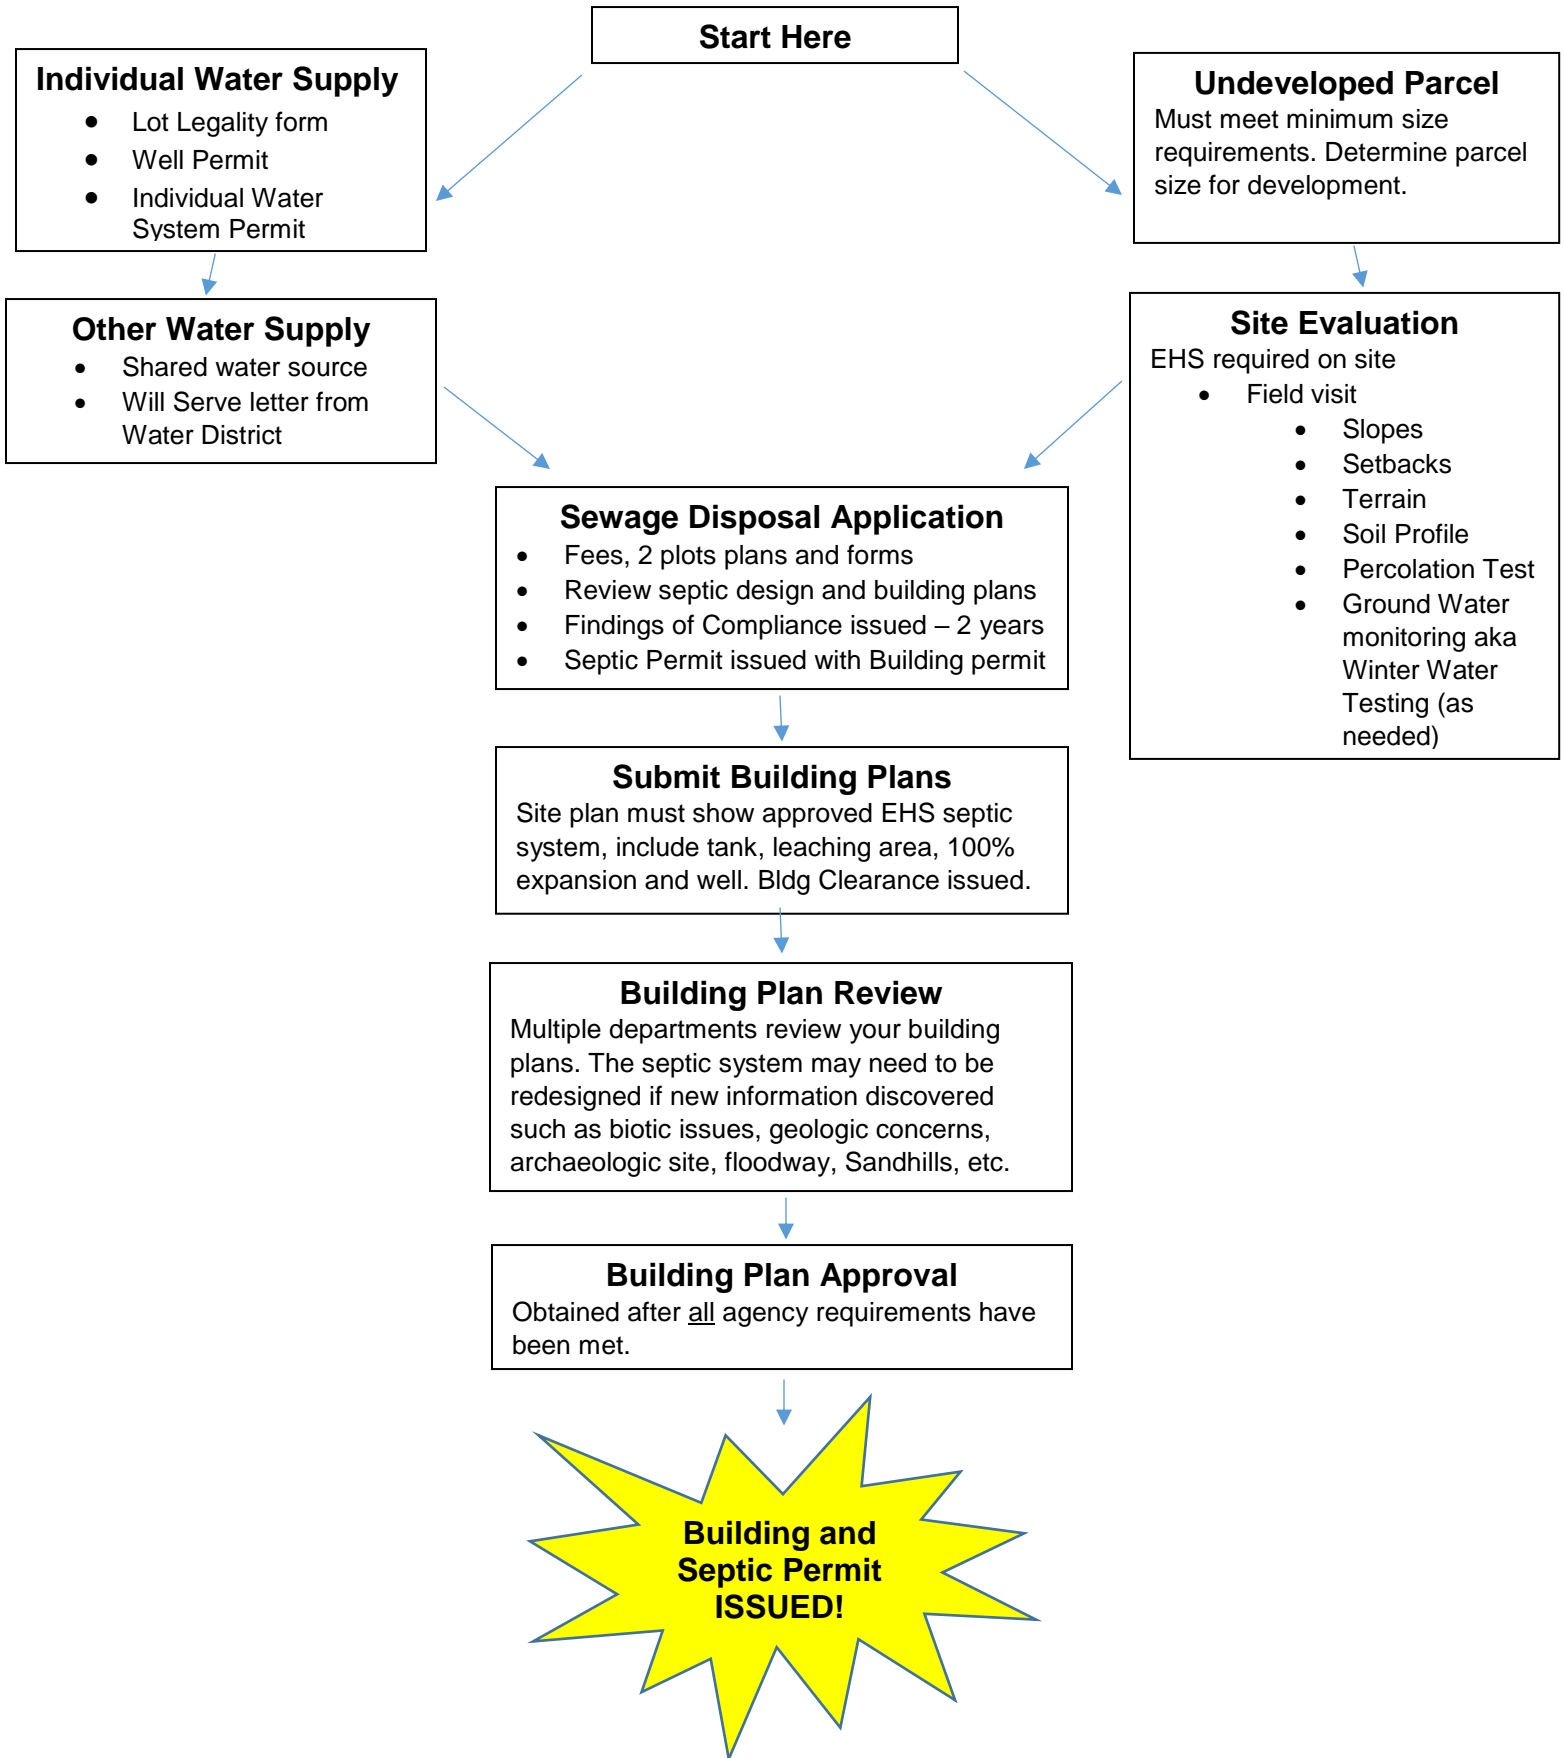 Start Here
Individual Water Supply
• Lot Legality form
• Well Permit
• Individual Water
System Permit
Undeveloped Parcel
Must meet minimum size
requirements. Determine parcel
size for development.
Other Water Supply
• Shared water source
• Will Serve letter from
Water District
Site Evaluation
EHS required on site
• Field visit
• Slopes
• Setbacks
• Terrain
• Soil Profile
• Percolation Test
• Ground Water
monitoring aka
Winter Water
Testing (as
needed)
Sewage Disposal Application
• Fees, 2 plots plans and forms
• Review septic design and building plans
• Findings of Compliance issued – 2 years
• Septic Permit issued with Building permit
Submit Building Plans
Site plan must show approved EHS septic
system, include tank, leaching area, 100%
expansion and well. Bldg Clearance issued.
Building Plan Review
Multiple departments review your building
plans. The septic system may need to be
redesigned if new information discovered
such as biotic issues, geologic concerns,
archaeologic site, floodway, Sandhills, etc.
Building Plan Approval
Obtained after all agency requirements have
been met.
Building and
Septic Permit
ISSUED!